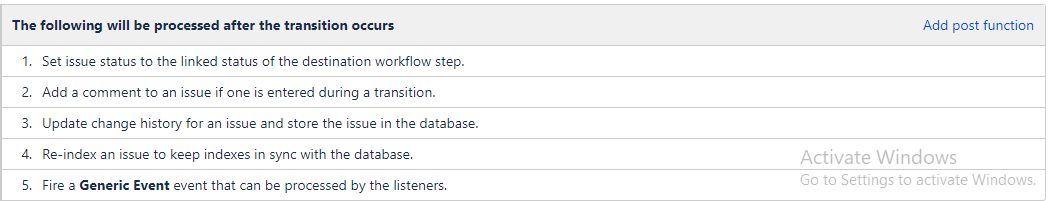 The following will be processed after the transition occurs Add post function
1. Set issue status to the linked status of the destination workflow step.
2. Add a comment to an issue if one is entered during a transition.
3. Update change history for an issue and store the issue in the database.
4. Re-index an issue to keep indexes in sync with the database.
Activate Windows
5. Fire a Generic Event event that can be processed by the listeners.
Go to Settings to activate Windows.